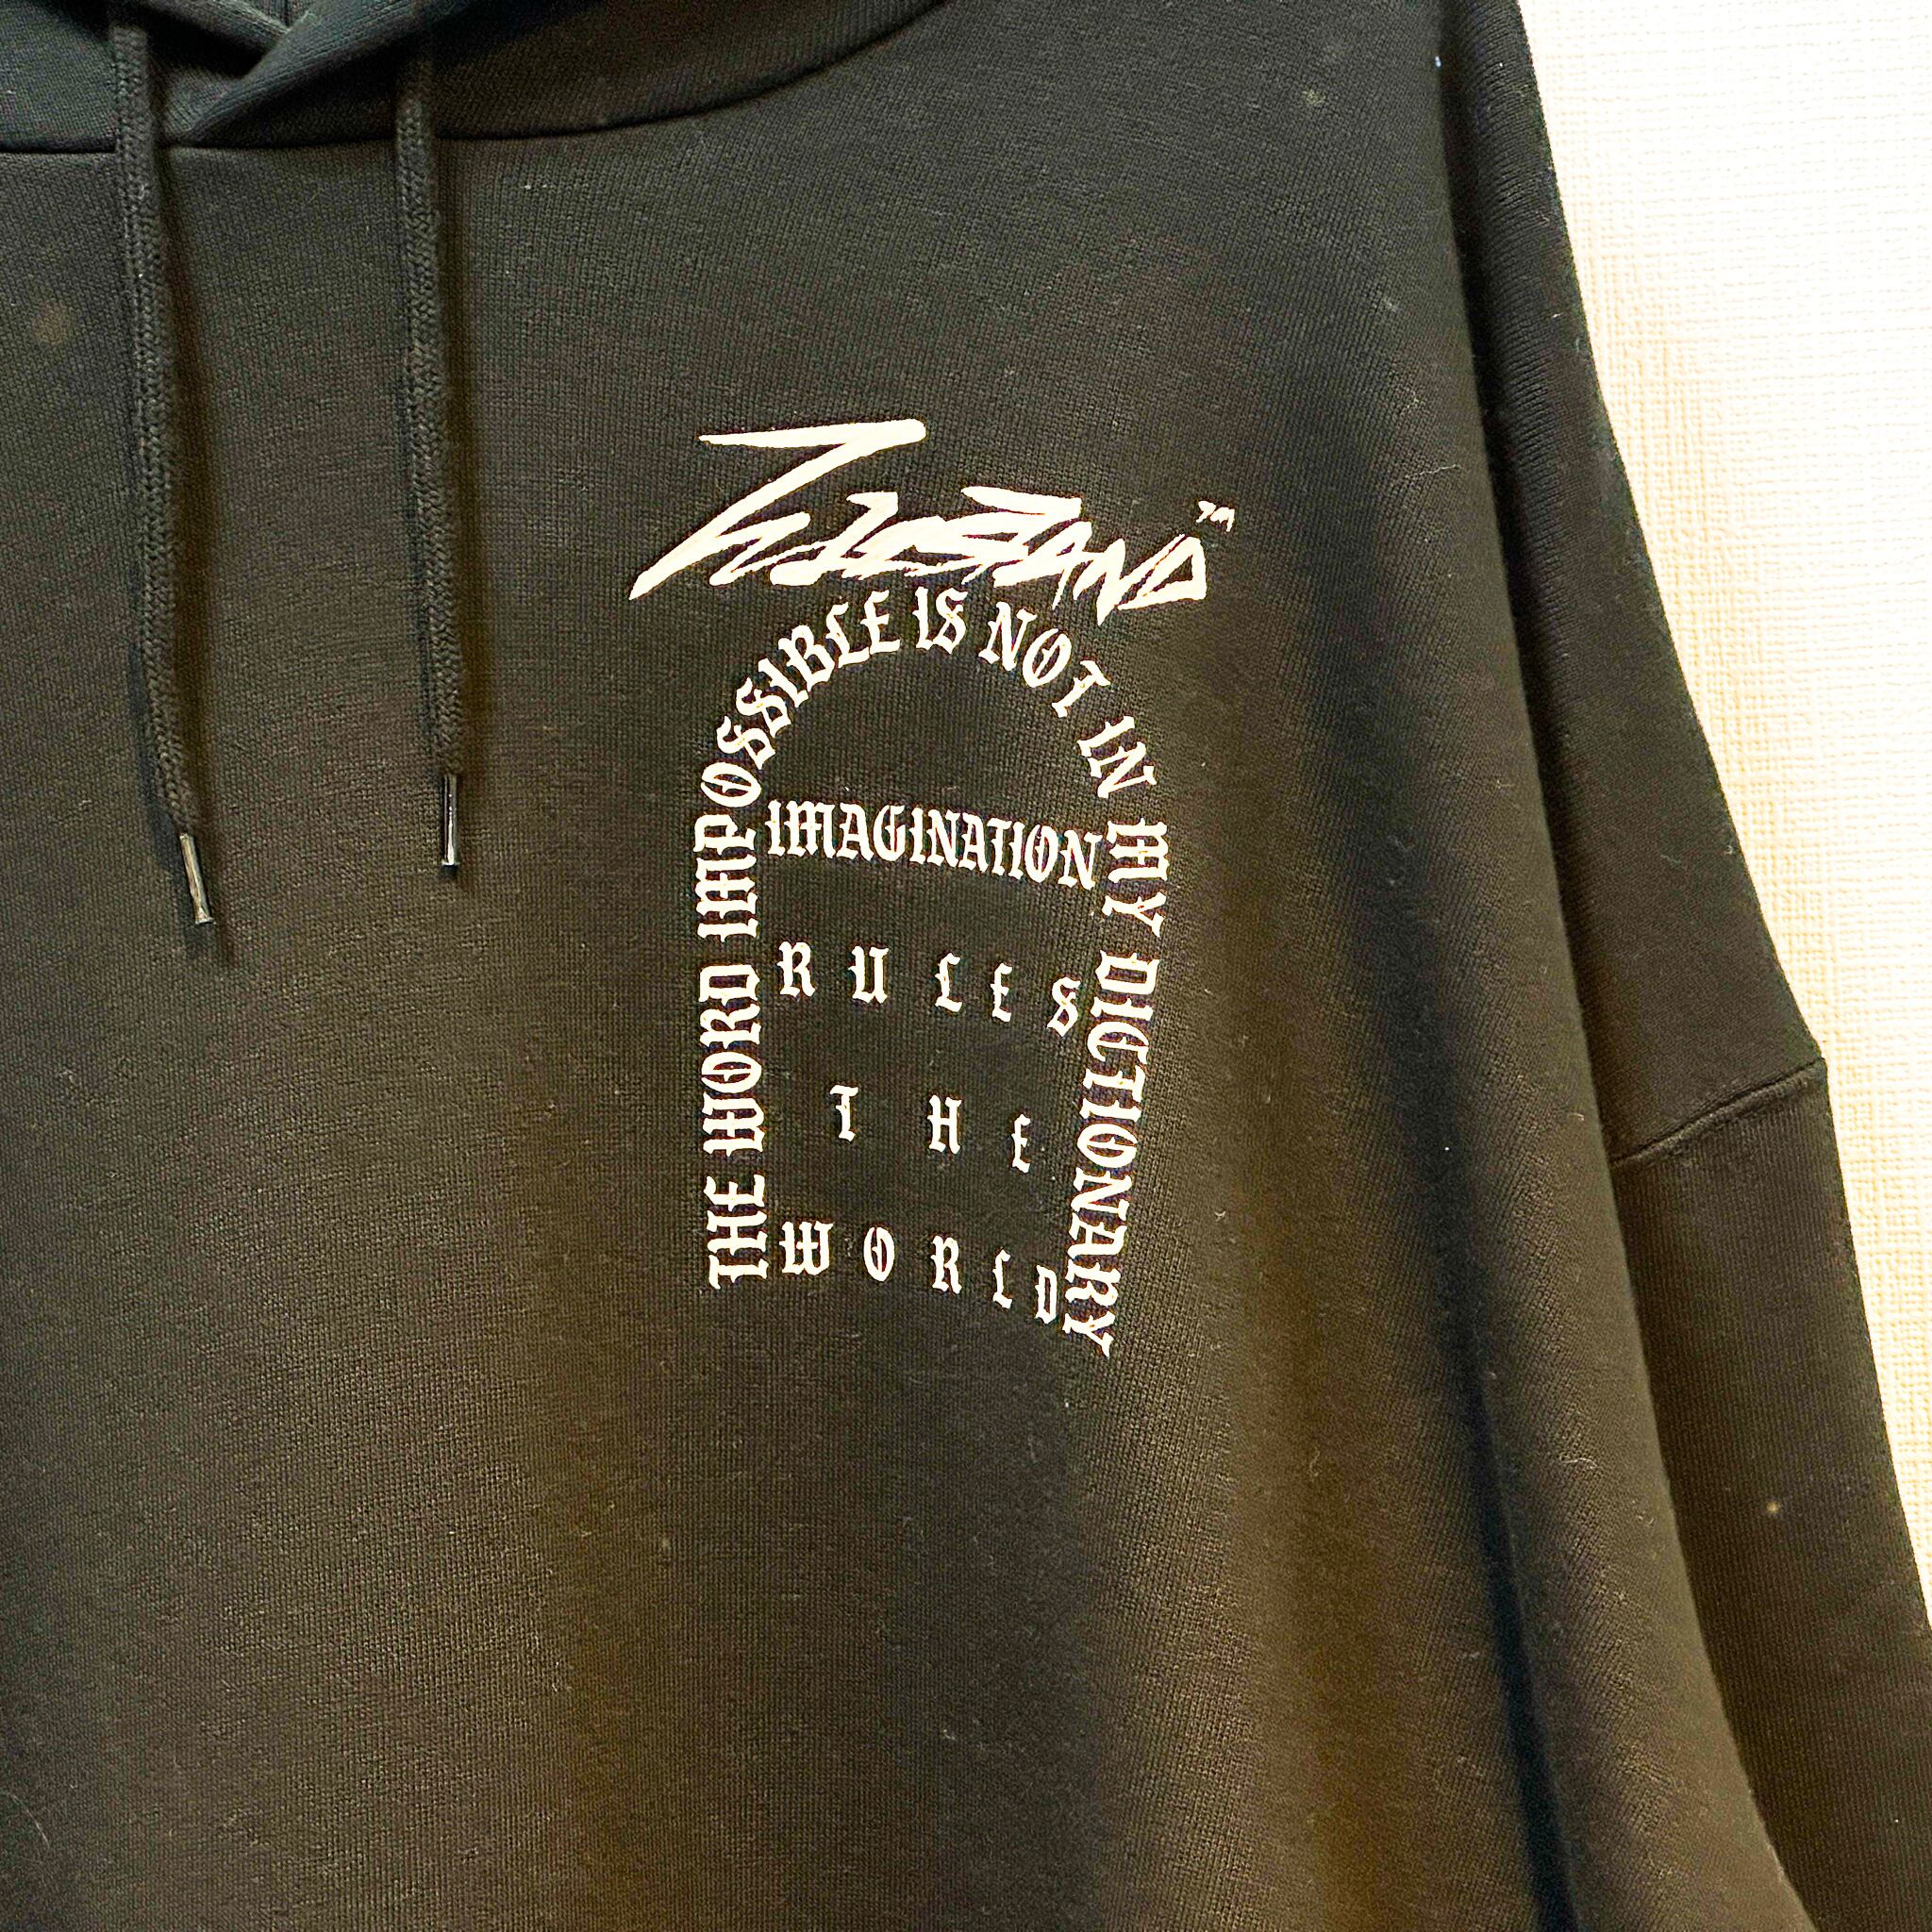 THE WORD IMPOSSIBLE IS NOT IN MY DICTIONARY
IMAGINATION
RULES
THE
WORLD